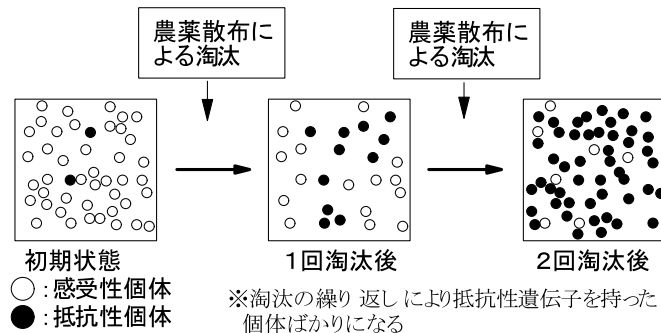 農薬散布に
よる淘汰
農薬散布に
よる淘汰
初期状態
1回淘汰後
2回淘汰後
○:感受性個体
●:抵抗性個体
※淘汰の繰り返しにより抵抗性遺伝子を持った
個体ばかりになる